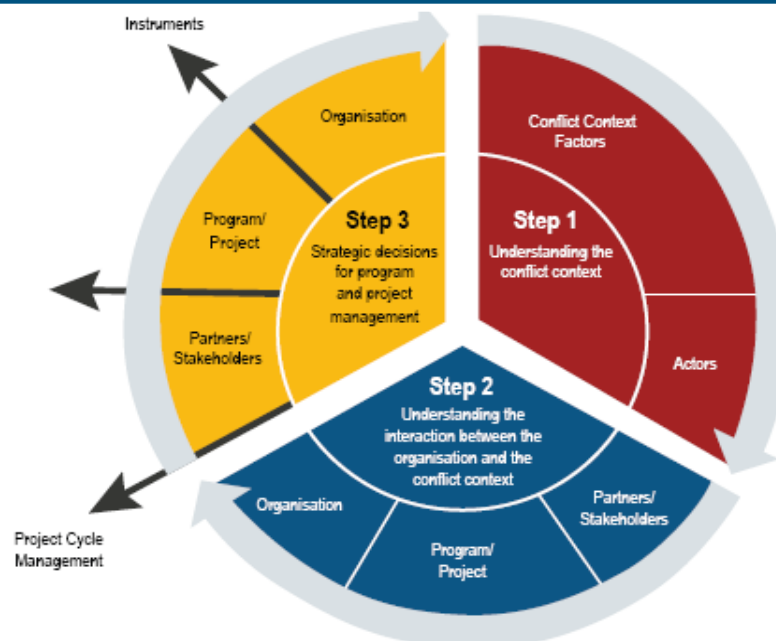 Instruments
Organisation
Program/
Project
Partners/
Stakeholders
Step 3
Strategic decisions
for program
and project
management
Conflict Context
Factors
Step 1
Understanding the
conflict context
Actors
Step 2
Understanding the
interaction between the
organisation and the
conflict context
Organisation
Program/
Project
Partners/
Stakeholders
Project Cycle
Management